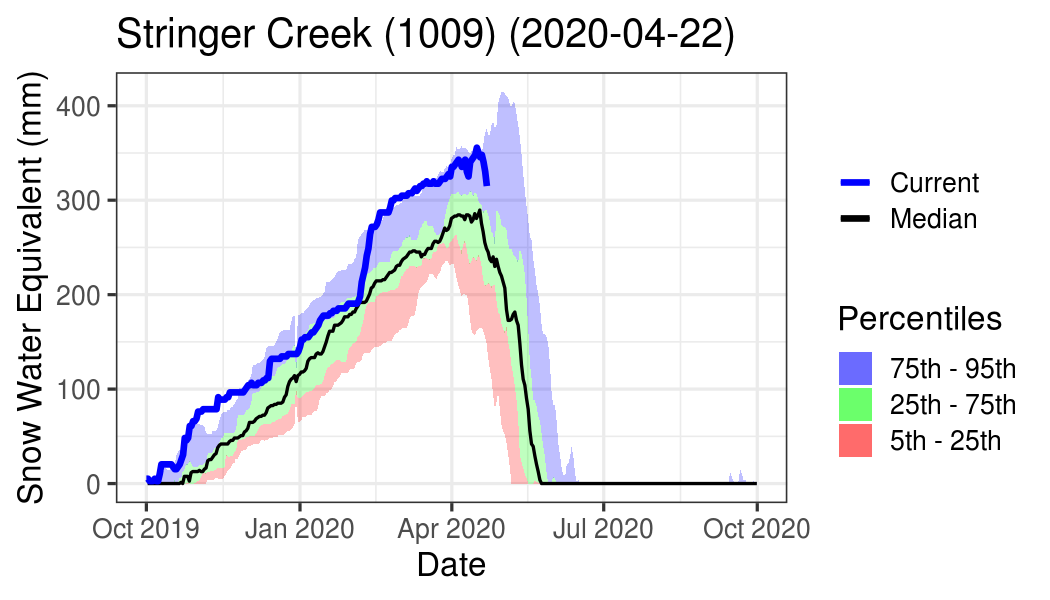 Stringer Creek (1009) (2020-04-22)
Snow Water Equivalent (mm)
400
300
200
100
0
Oct 2019
Jan 2020
Apr 2020
Jul 2020
Oct 2020
Date
Current
Median
Percentiles
75th - 95th
25th - 75th
5th - 25th